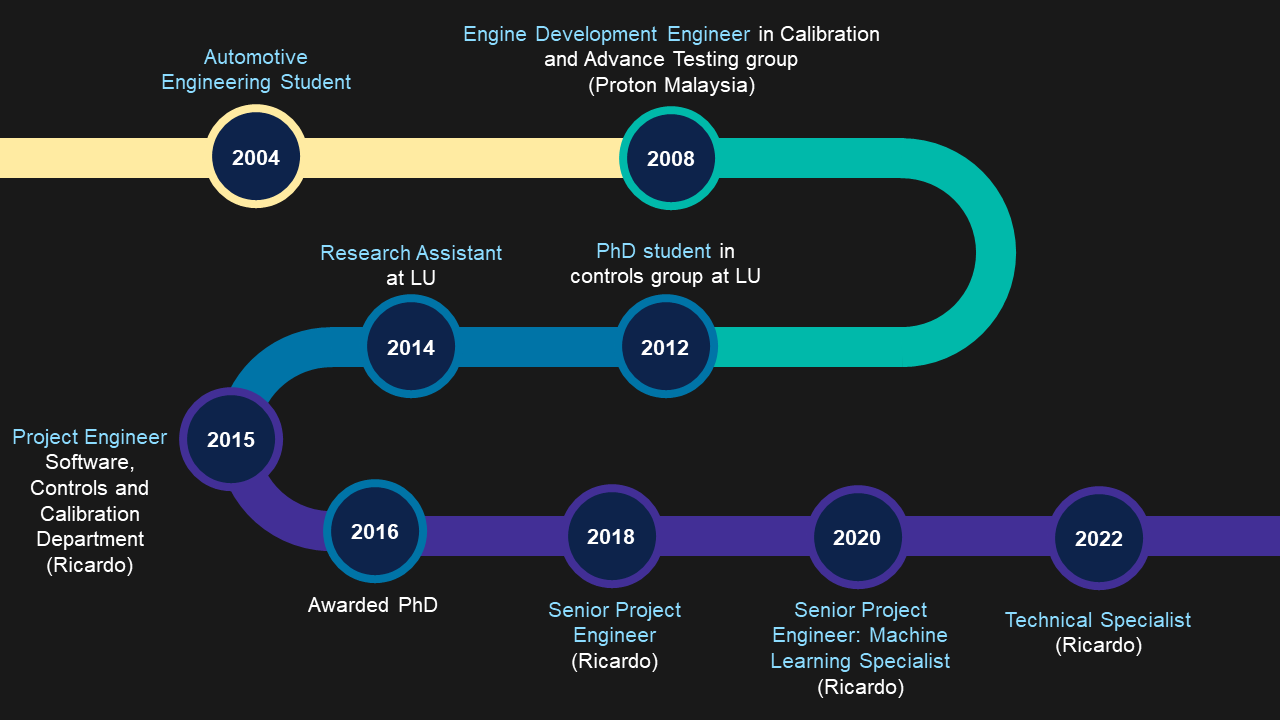 Automotive
Engineering Student
2004
Engine Development Engineer in Calibration
and Advance Testing group
(Proton Malaysia)
2008
PhD student in
controls group at LU
2012
Research Assistant
at LU
2014
2015
Project Engineer
Software,
Controls and
Calibration
Department
(Ricardo)
2016
Awarded PhD
2018
Senior Project
Engineer
(Ricardo)
2020
Senior Project
Engineer: Machine
Learning Specialist
(Ricardo)
2022
Technical Specialist
(Ricardo)